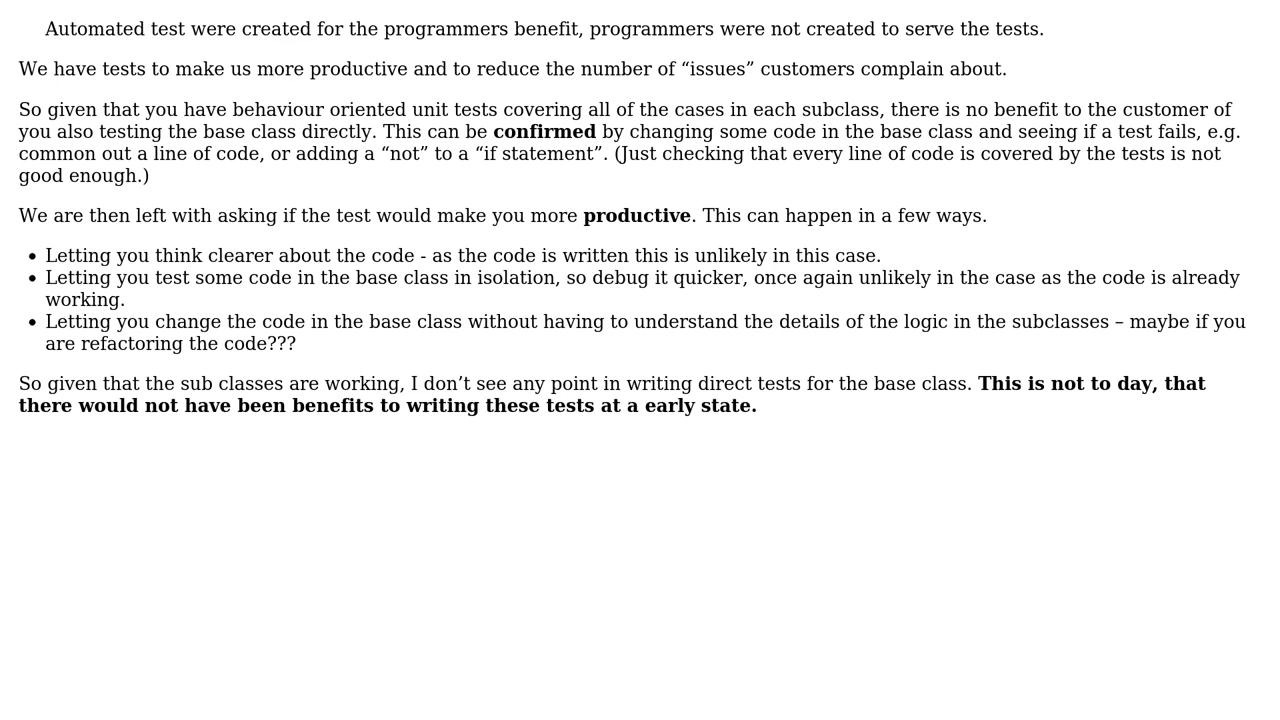 Automated test were created for the programmers benefit, programmers were not created to serve the tests.
We have tests to make us more productive and to reduce the number of “issues” customers complain about.
So given that you have behaviour oriented unit tests covering all of the cases in each subclass, there is no benefit to the customer of
you also testing the base class directly. This can be confirmed by changing some code in the base class and seeing if a test fails, e.g.
common out a line of code, or adding a “not” to a “if statement”. (Just checking that every line of code is covered by the tests is not
good enough.)
We are then left with asking if the test would make you more productive. This can happen in a few ways.
• Letting you think clearer about the code - as the code is written this is unlikely in this case.
• Letting you test some code in the base class in isolation, so debug it quicker, once again unlikely in the case as the code is already
working.
• Letting you change the code in the base class without having to understand the details of the logic in the subclasses – maybe if you
are refactoring the code???
So given that the sub classes are working, I don’t see any point in writing direct tests for the base class. This is not to day, that
there would not have been benefits to writing these tests at a early state.